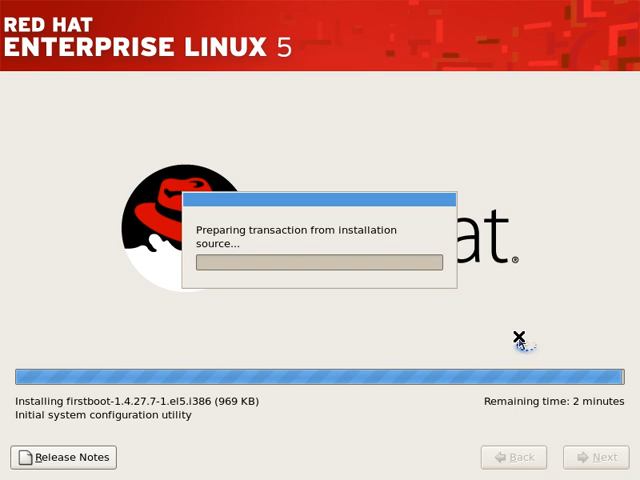 RED HAT
ENTERPRISE LINUX 5
Preparing transaction from installation
source...
at.®
Installing firstboot-1.4.27.7-1.el5.i386 (969 KB)
Remaining time: 2 minutes
Initial system configuration utility
Release Notes
Back
Next